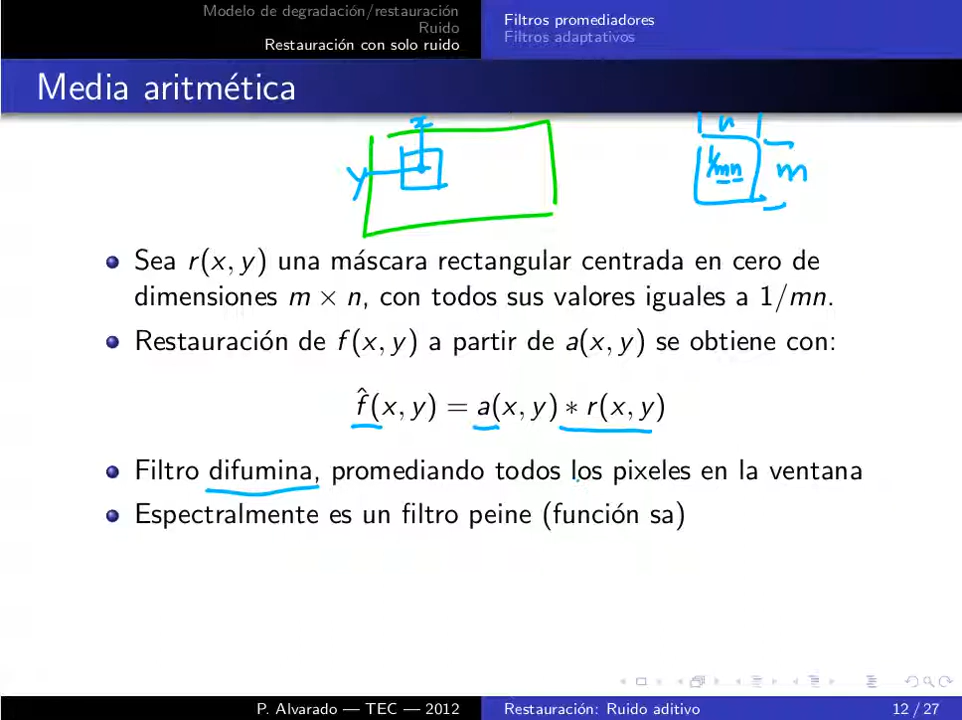 Modelo de degradación/restauración
Ruido
Restauración con solo ruido
Filtros promediadores
Filtros adaptativos
Media aritmética
x
y
n
1/mn
m
Sea r(x, y) una máscara rectangular centrada en cero de
dimensiones m × n, con todos sus valores iguales a 1/mn.
Restauración de f(x, y) a partir de a(x, y) se obtiene con:
f̂(x, y) = a(x, y) ∗ r(x, y)
Filtro difumina, promediando todos los pixeles en la ventana
Espectralmente es un filtro peine (función sa)
P. Alvarado — TEC — 2012
Restauración: Ruido aditivo
12 / 27